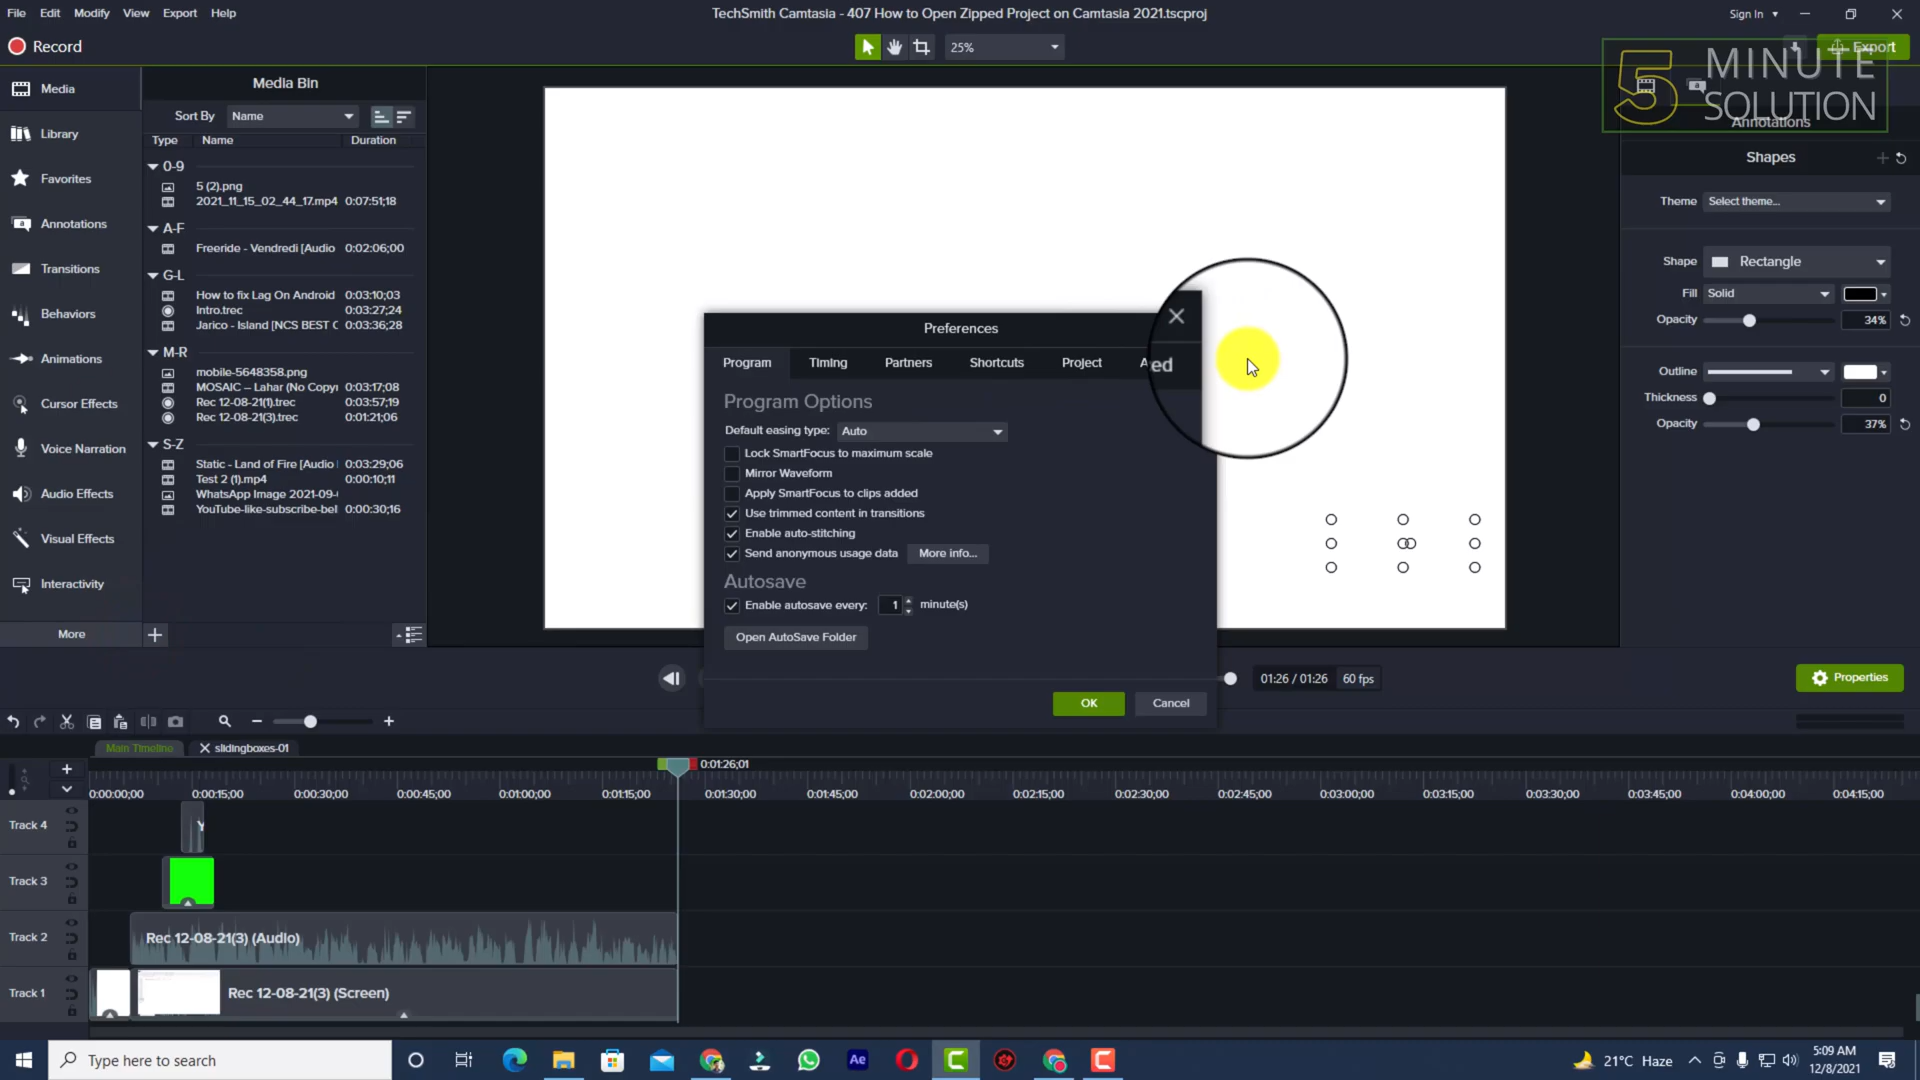 File Edit Modify View Export Help
TechSmith Camtasia - 407 How to Open Zipped Project on Camtasia 2021.tscproj
Sign In
Record
25%
Export
5 MINUTE SOLUTION
Media
Library
Favorites
Annotations
Transitions
Behaviors
Animations
Cursor Effects
Voice Narration
Audio Effects
Visual Effects
Interactivity
More
Media Bin
Sort By Name
Type Name Duration
0-9
5 (2).png
2021_11_15_02_44_17.mp4 0:07:51;18
A-F
Freeride - Vendredi [Audio 0:02:06;00
G-L
How to fix Lag On Android 0:03:10;03
Intro.trec 0:03:27;24
Jarico - Island [NCS BEST C 0:03:36;28
M-R
mobile-5648358.png
MOSAIC – Lahar (No Copyr 0:03:17;08
Rec 12-08-21(1).trec 0:03:57;19
Rec 12-08-21(3).trec 0:01:21;06
S-Z
Static - Land of Fire [Audio 0:03:29;06
Test 2 (1).mp4 0:00:10;11
WhatsApp Image 2021-09-
YouTube-like-subscribe-bel 0:00:30;16
Preferences
Program Timing Partners Shortcuts Project A ed
Program Options
Default easing type: Auto
Lock SmartFocus to maximum scale
Mirror Waveform
Apply SmartFocus to clips added
Use trimmed content in transitions
Enable auto-stitching
Send anonymous usage data More info...
Autosave
Enable autosave every: 1 minute(s)
Open AutoSave Folder
OK Cancel
Annotations
Shapes
Theme Select theme...
Shape Rectangle
Fill Solid
Opacity 34%
Outline
Thickness 0
Opacity 37%
01:26 / 01:26 60 fps
Properties
Main Timeline slidingboxes-01
0:01:26;01
0:00:00;00 0:00:15;00 0:00:30;00 0:00:45;00 0:01:00;00 0:01:15;00 0:01:30;00 0:01:45;00 0:02:00;00 0:02:15;00 0:02:30;00 0:02:45;00 0:03:00;00 0:03:15;00 0:03:30;00 0:03:45;00 0:04:00;00 0:04:15;00
Track 4 Y
Track 3
Track 2 Rec 12-08-21(3) (Audio)
Track 1 Rec 12-08-21(3) (Screen)
Type here to search
Ae
21°C Haze
5:09 AM
12/8/2021